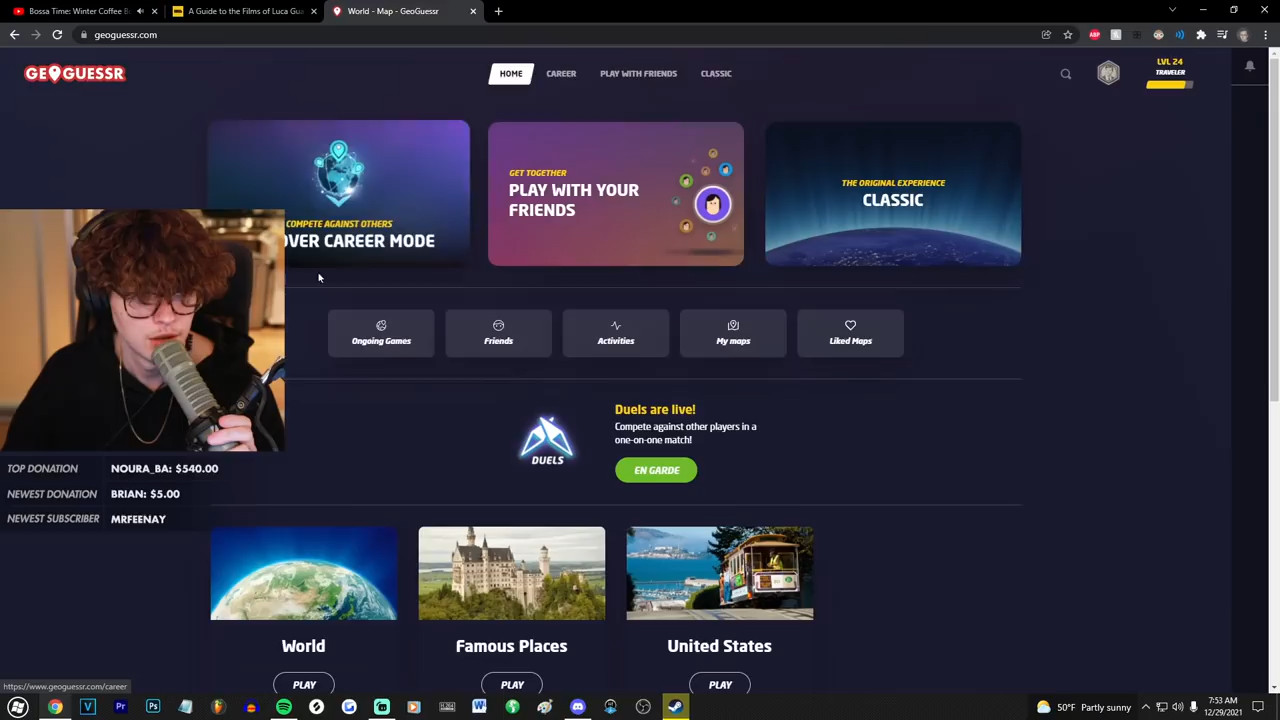 Bossa Time: Winter Coffee B
A Guide to the Films of Luca Gua
World - Map - GeoGuessr
geoguessr.com
GEOGUESSR
HOME
CAREER
PLAY WITH FRIENDS
CLASSIC
LVL 24
TRAVELER
COMPETE AGAINST OTHERS
OVER CAREER MODE
GET TOGETHER
PLAY WITH YOUR
FRIENDS
THE ORIGINAL EXPERIENCE
CLASSIC
Ongoing Games
Friends
Activities
My maps
Liked Maps
DUELS
Duels are live!
Compete against other players in a
one-on-one match!
EN GARDE
TOP DONATION NOURA_BA: $540.00
NEWEST DONATION BRIAN: $5.00
NEWEST SUBSCRIBER MRFEENAY
World
Famous Places
United States
PLAY
PLAY
PLAY
https://www.geoguessr.com/career
50°F Partly sunny
7:53 AM
12/29/2021